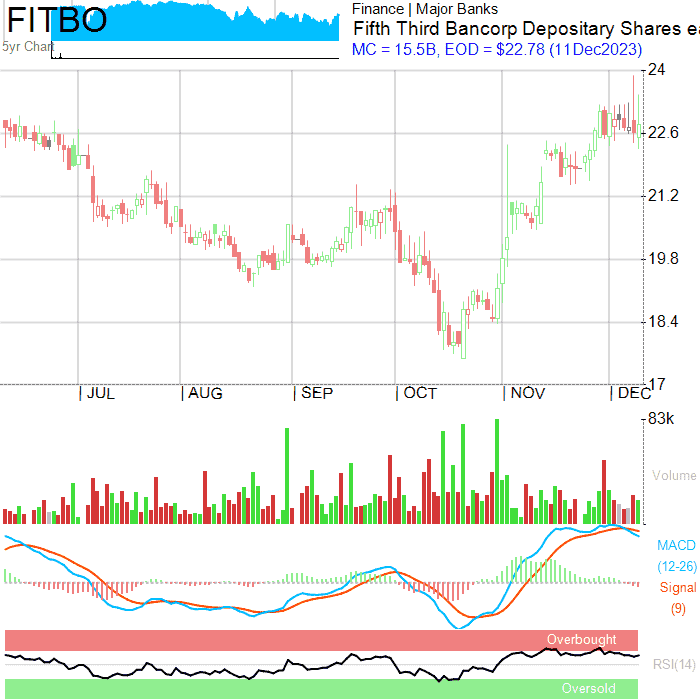 FITBO
5yr Chart
Finance | Major Banks
Fifth Third Bancorp Depositary Shares ea
MC = 15.5B, EOD = $22.78 (11Dec2023)
24
22.6
21.2
19.8
18.4
17
| JUL | AUG | SEP | OCT | NOV | DEC
83k
Volume
MACD
(12-26)
Signal
(9)
Overbought
RSI(14)
Oversold